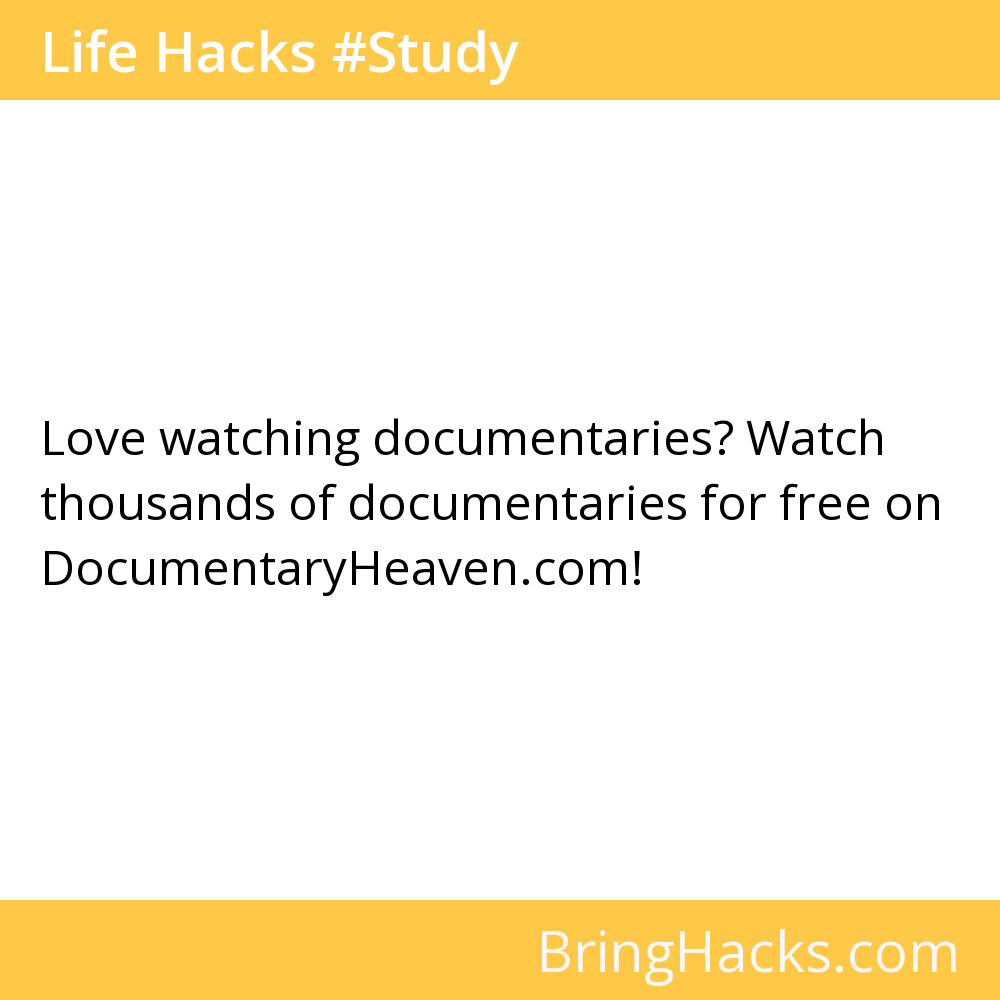 Life Hacks #Study
Love watching documentaries? Watch
thousands of documentaries for free on
DocumentaryHeaven.com!
BringHacks.com